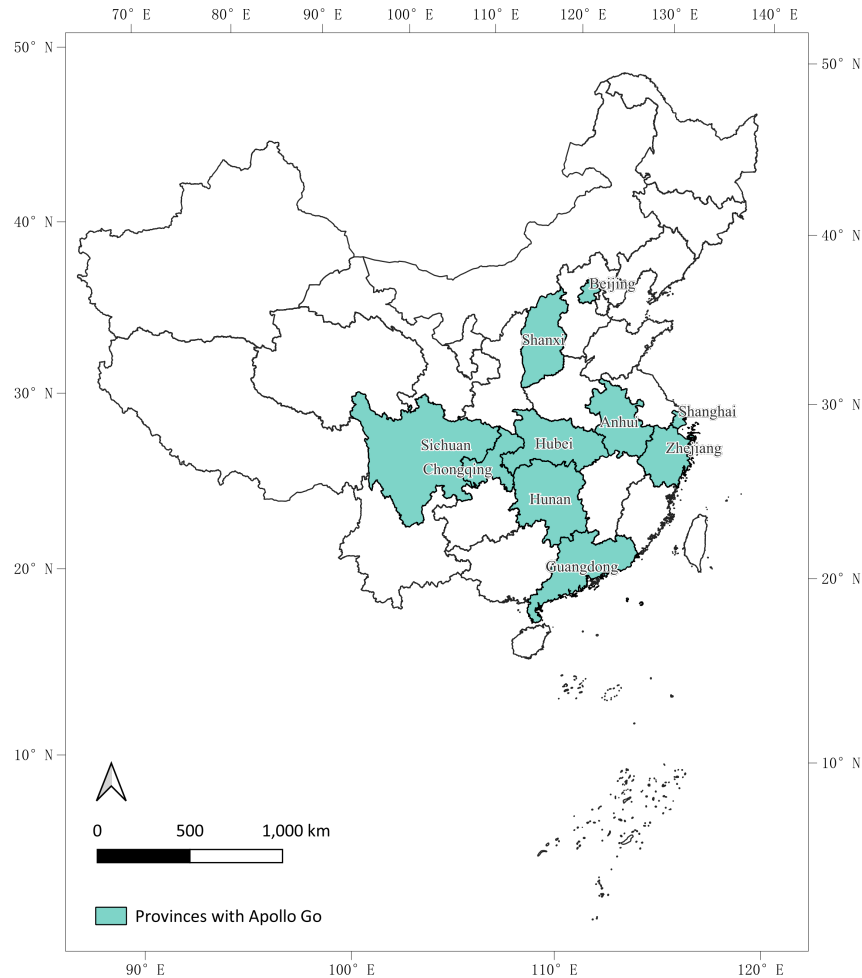 70° E 80° E 90° E 100° E 110° E 120° E 130° E 140° E
50° N
50° N
40° N
40° N
Beijing
Shanxi
30° N
30° N
Shanghai
Anhui
Sichuan
Hubei
Zhejiang
Chongqing
Hunan
Guangdong
20° N
20° N
10° N
10° N
0 500 1,000 km
Provinces with Apollo Go
90° E 100° E 110° E 120° E